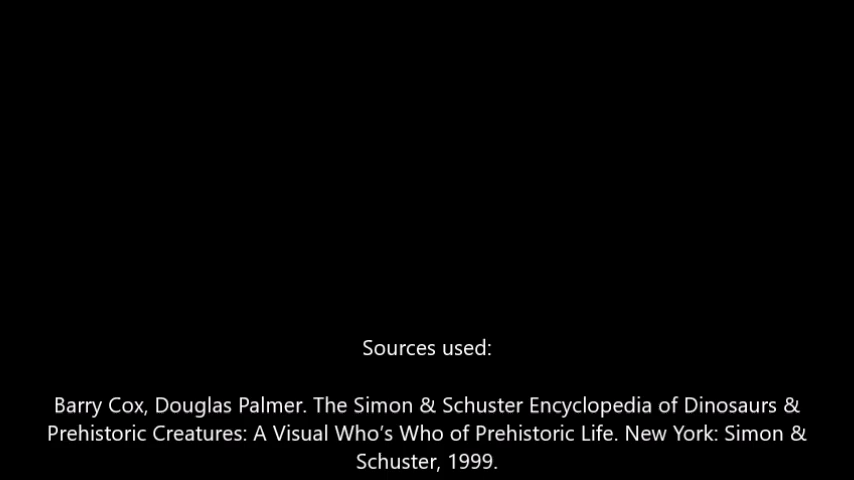 Sources used:
Barry Cox, Douglas Palmer. The Simon & Schuster Encyclopedia of Dinosaurs &
Prehistoric Creatures: A Visual Who's Who of Prehistoric Life. New York: Simon &
Schuster, 1999.